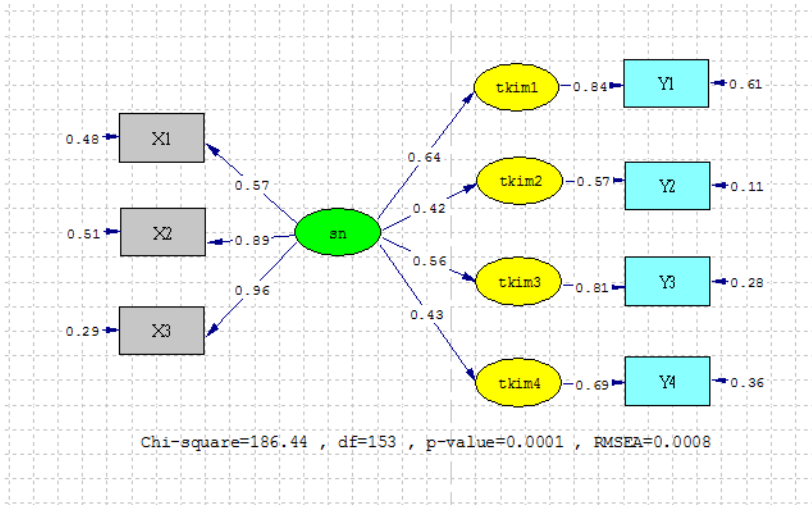 tkim1
0.84
Y1
0.61
0.48
X1
0.64
0.57
tkim2
0.57
Y2
0.11
0.42
0.51
X2
0.89
sn
0.56
tkim3
0.81
Y3
0.28
0.96
0.43
0.29
X3
tkim4
0.69
Y4
0.36
Chi-square=186.44 , df=153 , p-value=0.0001 , RMSEA=0.0008